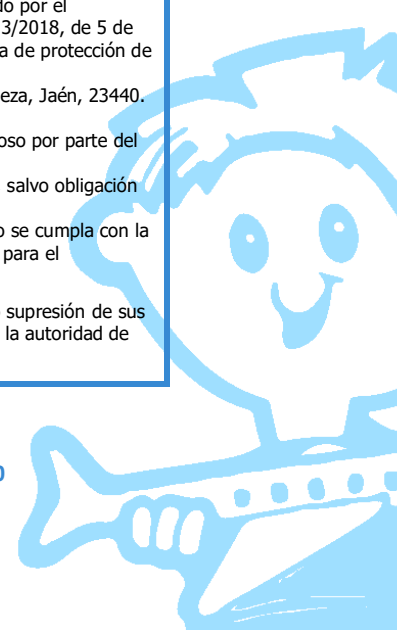 do por el
3/2018, de 5 de
a de protección de
eza, Jaén, 23440.
oso por parte del
salvo obligación
o se cumpla con la
para el
supresión de sus
la autoridad de
0